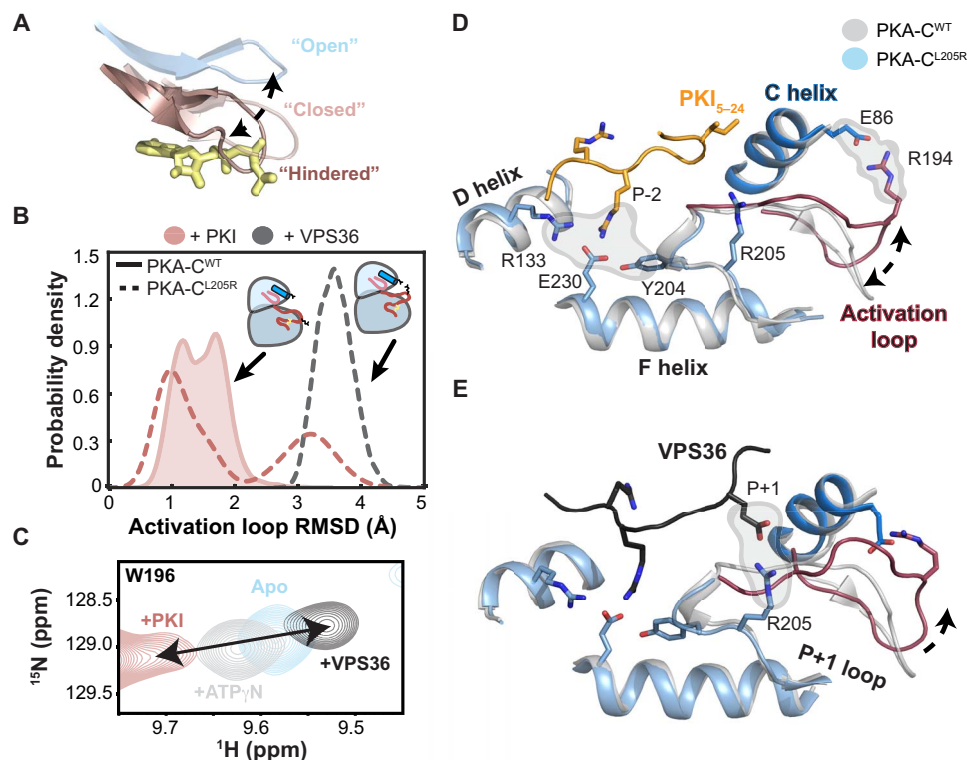 A
"Open"
"Closed"
"Hindered"
B
+ PKI
+ VPS36
PKA-C^WT
PKA-C^L205R
Probability density
1.5
1.2
0.9
0.6
0.3
0
0
1
2
3
4
5
Activation loop RMSD (Å)
C
W196
Apo
+PKI
+VPS36
+ATPγN
128.5
129.0
129.5
¹⁵N (ppm)
9.7
9.6
9.5
¹H (ppm)
D
PKA-C^WT
PKA-C^L205R
PKI₅₋₂₄
C helix
E86
R194
D helix
P-2
R133
E230
Y204
R205
Activation
loop
F helix
E
VPS36
P+1
R205
P+1 loop